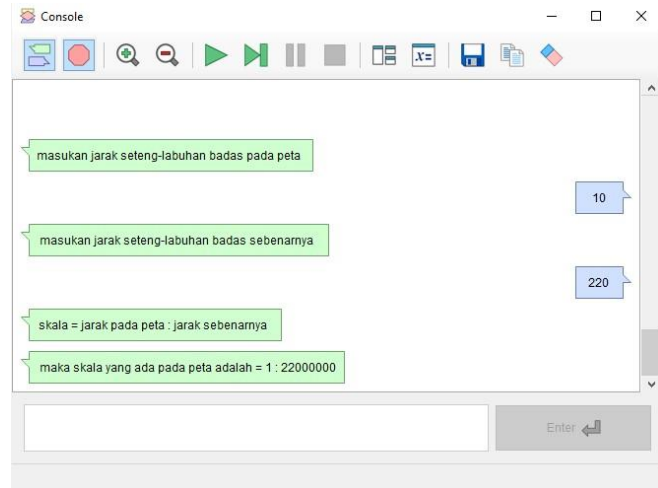 Console
x=
masukan jarak seteng-labuhan badas pada peta
10
masukan jarak seteng-labuhan badas sebenarnya
220
skala = jarak pada peta : jarak sebenarnya
maka skala yang ada pada peta adalah = 1 : 22000000
Enter